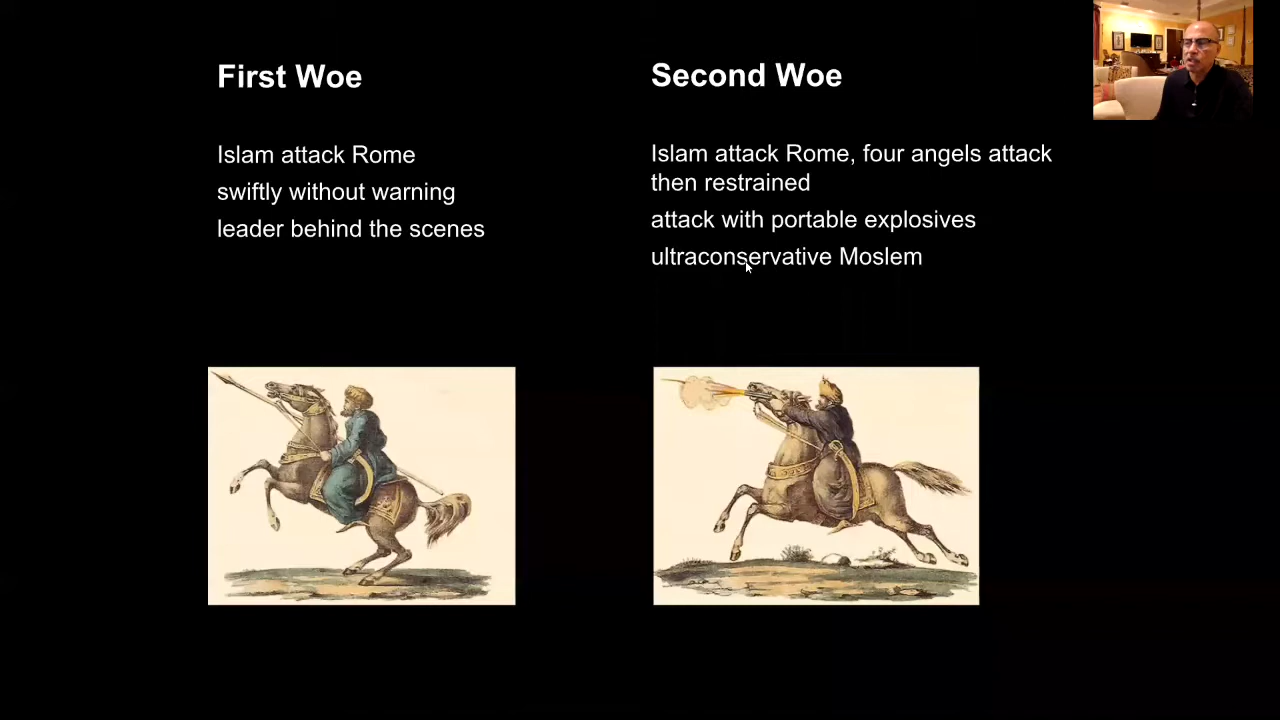 First Woe
Islam attack Rome
swiftly without warning
leader behind the scenes
Second Woe
Islam attack Rome, four angels attack
then restrained
attack with portable explosives
ultraconservative Moslem